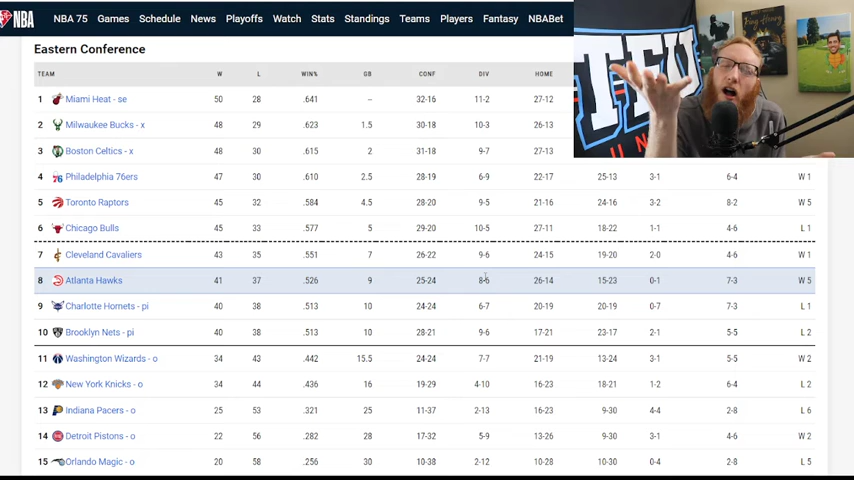 NBA NBA 75 Games Schedule News Playoffs Watch Stats Standings Teams Players Fantasy NBABet
Eastern Conference
TEAM W L WIN% GB CONF DIV HOME
1 Miami Heat - se 50 28 .641 – 32-16 11-2 27-12
2 Milwaukee Bucks - x 48 29 .623 1.5 30-18 10-3 26-13
3 Boston Celtics - x 48 30 .615 2 31-18 9-7 27-13
4 Philadelphia 76ers 47 30 .610 2.5 28-19 6-9 22-17 25-13 3-1 6-4 W 1
5 Toronto Raptors 45 32 .584 4.5 28-20 9-5 21-16 24-16 3-2 8-2 W 5
6 Chicago Bulls 45 33 .577 5 29-20 10-5 27-11 18-22 1-1 4-6 L 1
7 Cleveland Cavaliers 43 35 .551 7 26-22 9-6 24-15 19-20 2-0 4-6 W 1
8 Atlanta Hawks 41 37 .526 9 25-24 8-6 26-14 15-23 0-1 7-3 W 5
9 Charlotte Hornets - pi 40 38 .513 10 24-24 6-7 20-19 20-19 0-7 7-3 L 1
10 Brooklyn Nets - pi 40 38 .513 10 28-21 9-6 17-21 23-17 2-1 5-5 L 2
11 Washington Wizards - o 34 43 .442 15.5 24-24 7-7 21-19 13-24 3-1 5-5 W 2
12 New York Knicks - o 34 44 .436 16 19-29 4-10 16-23 18-21 1-2 6-4 L 2
13 Indiana Pacers - o 25 53 .321 25 11-37 2-13 16-23 9-30 4-4 2-8 L 6
14 Detroit Pistons - o 22 56 .282 28 17-32 5-9 13-26 9-30 3-1 4-6 W 2
15 Orlando Magic - o 20 58 .256 30 10-38 2-12 10-28 10-30 0-4 2-8 L 5